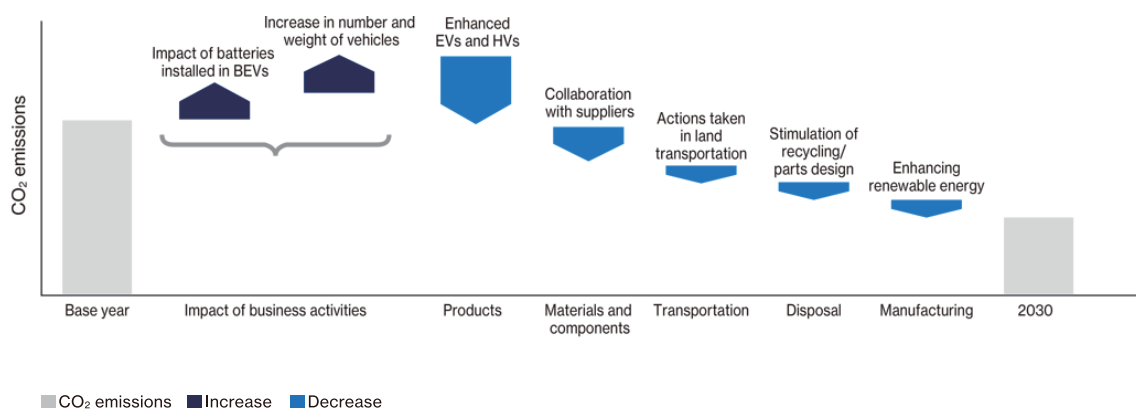 CO₂ emissions
Impact of batteries
installed in BEVs
Increase in number and
weight of vehicles
Enhanced
EVs and HVs
Collaboration
with suppliers
Actions taken
in land
transportation
Stimulation of
recycling/
parts design
Enhancing
renewable energy
Base year
Impact of business activities
Products
Materials and
components
Transportation
Disposal
Manufacturing
2030
CO₂ emissions
Increase
Decrease